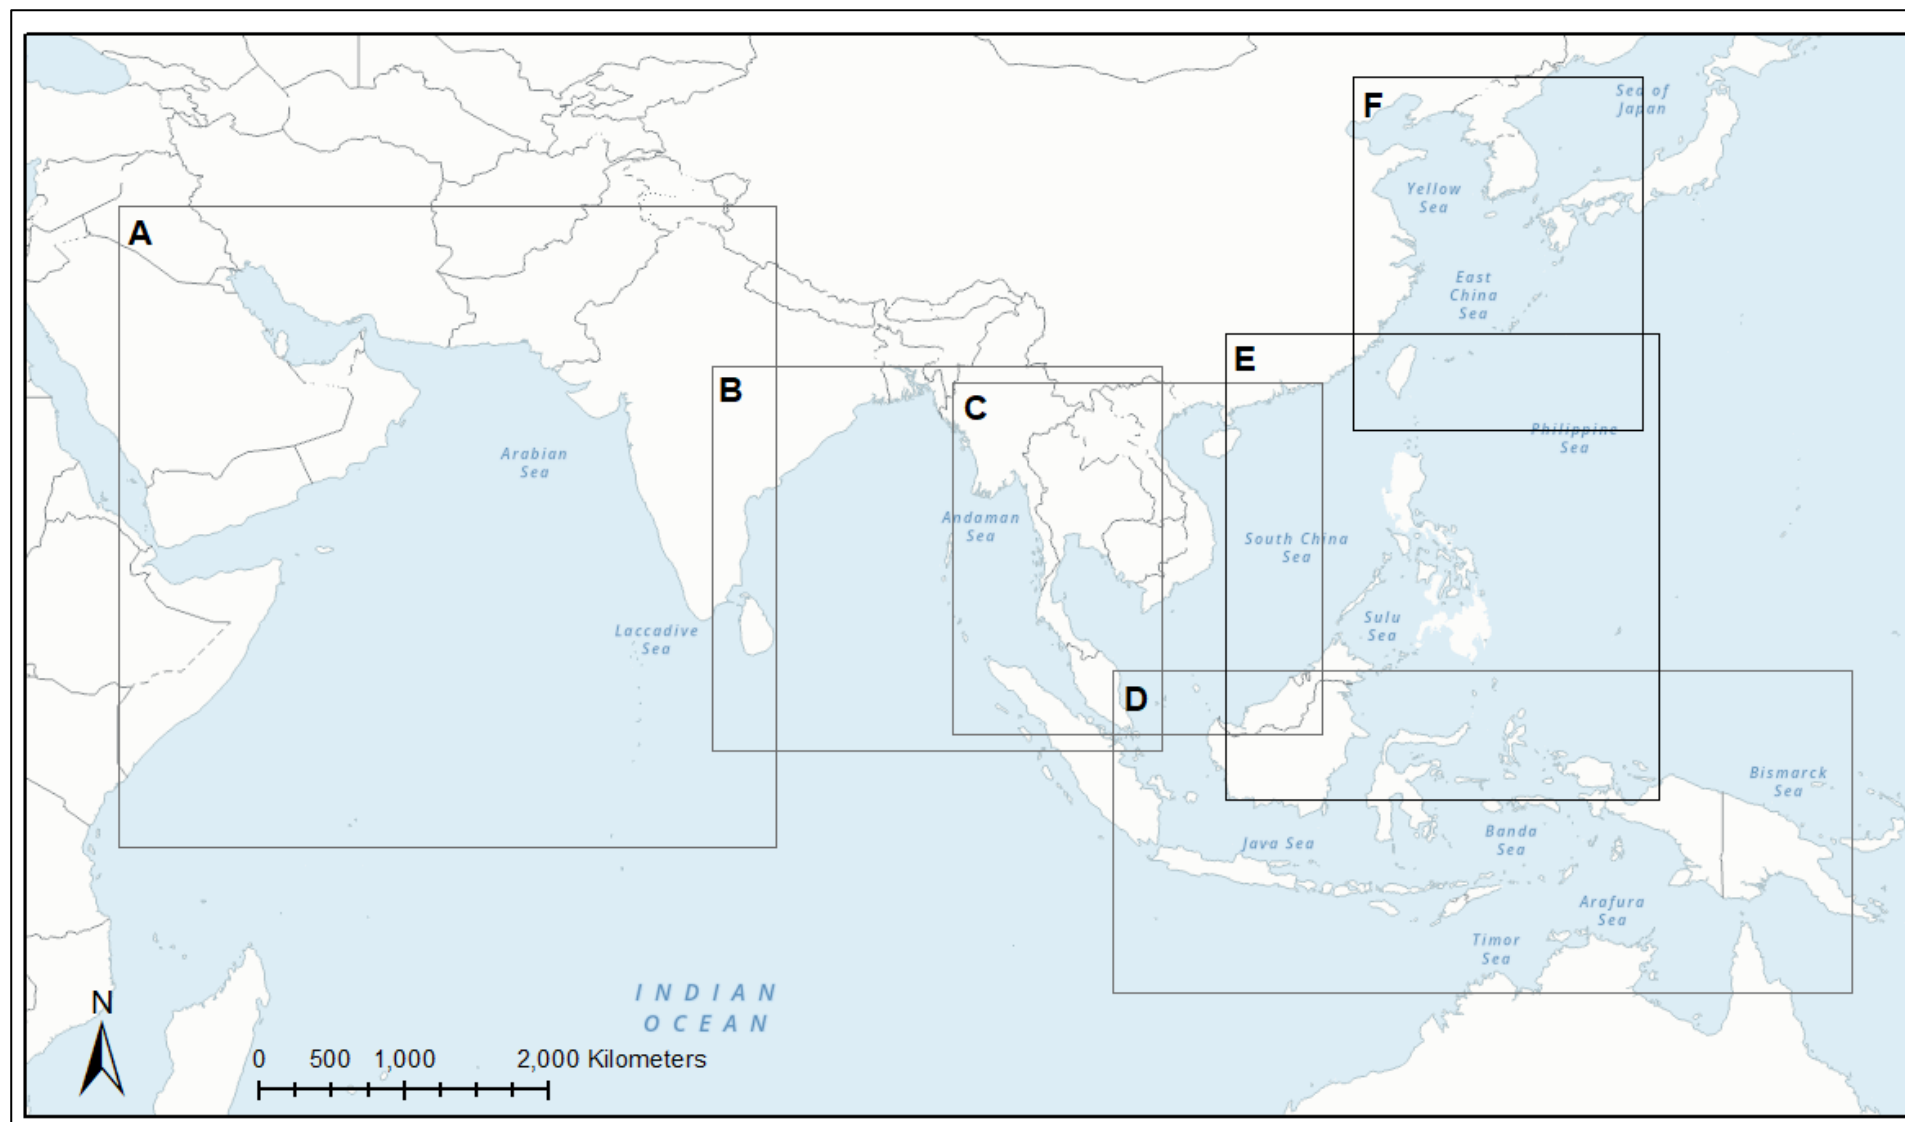 F
Sea of
Japan
Yellow
Sea
A
East
China
Sea
E
B
C
Philippine
Sea
Arabian
Sea
Andaman
Sea
South China
Sea
Laccadive
Sea
Sulu
Sea
D
Bismarck
Sea
Java Sea
Banda
Sea
Arafura
Sea
Timor
Sea
INDIAN
OCEAN
N
0 500 1,000 2,000 Kilometers